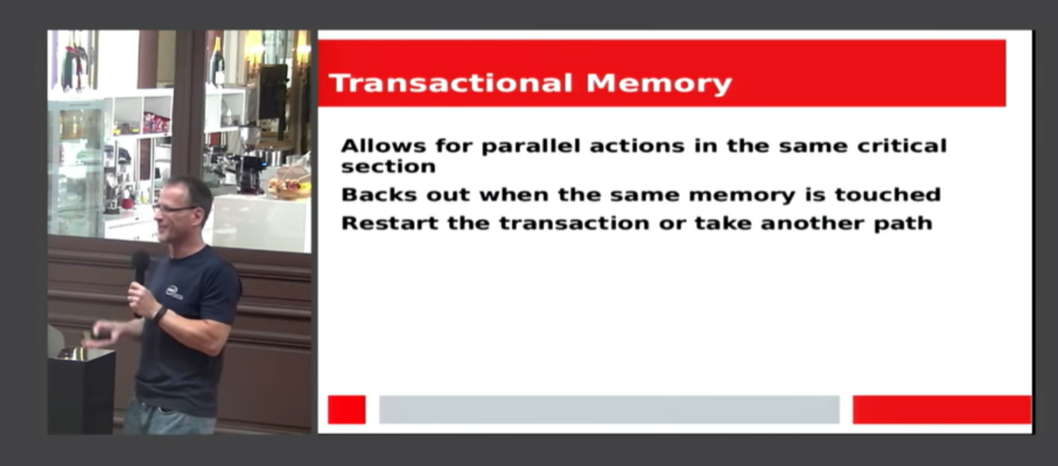 Transactional Memory
Allows for parallel actions in the same critical
section
Backs out when the same memory is touched
Restart the transaction or take another path